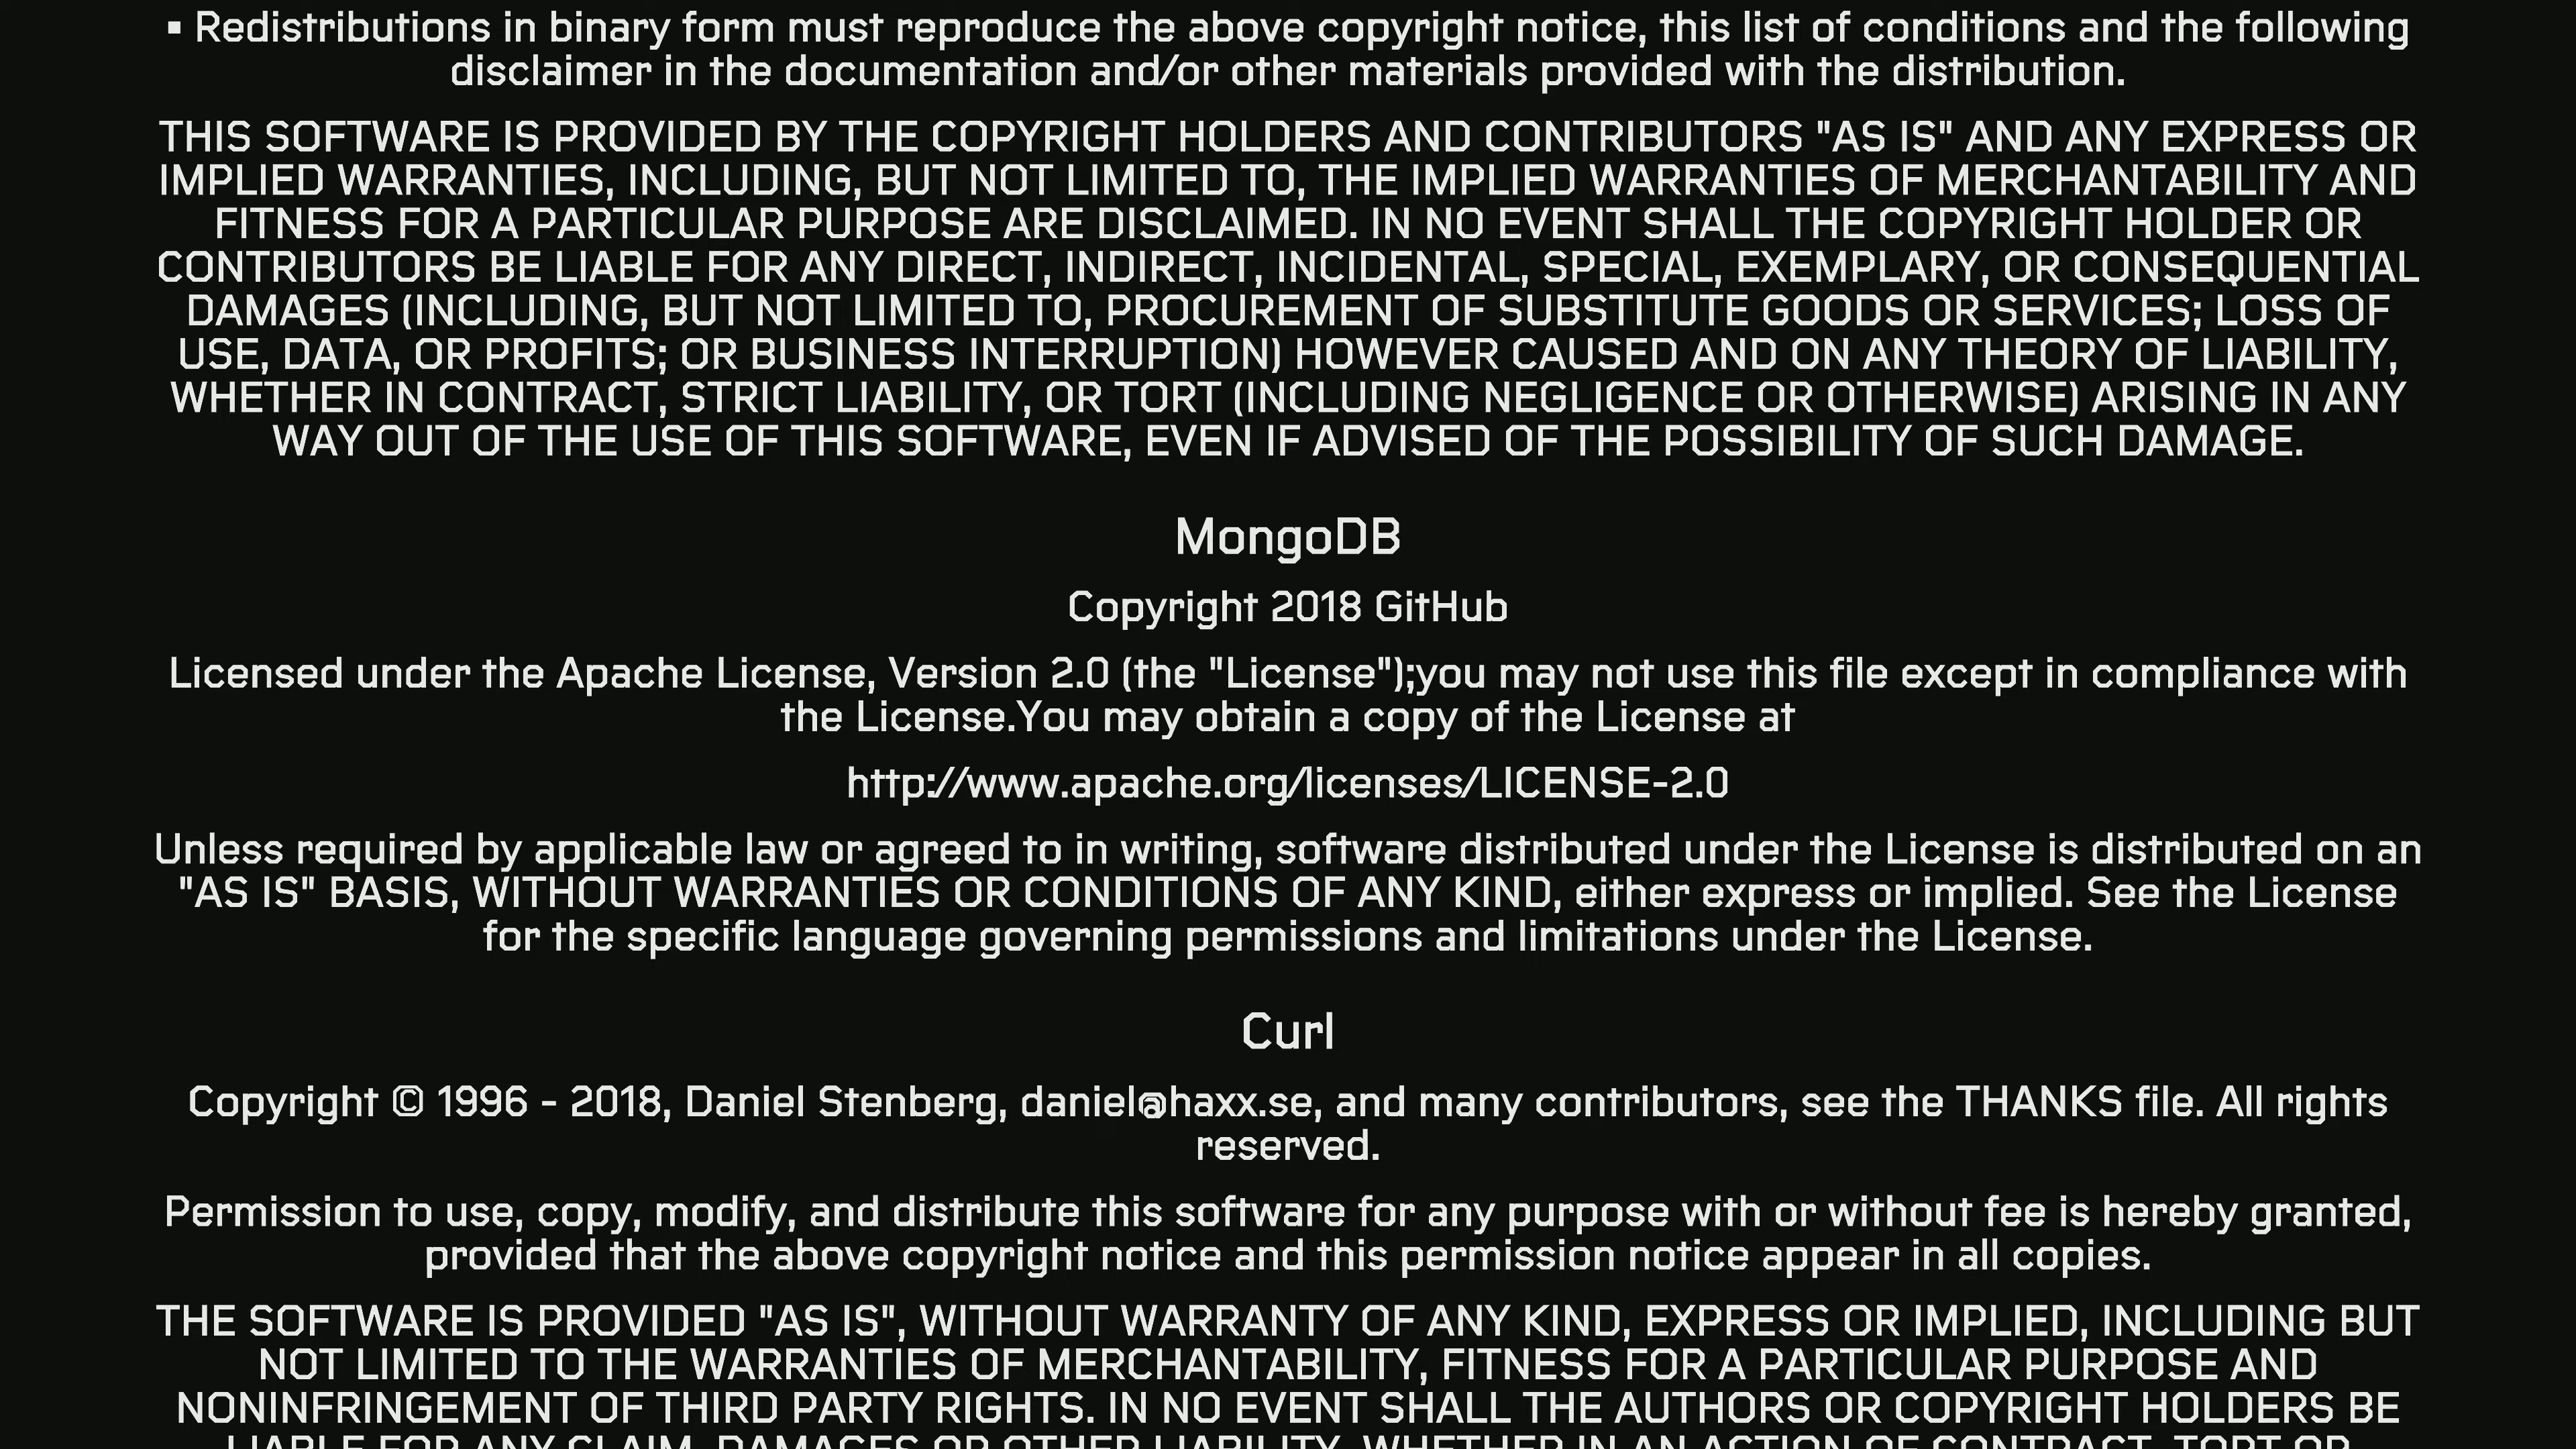 ▪ Redistributions in binary form must reproduce the above copyright notice, this list of conditions and the following
disclaimer in the documentation and/or other materials provided with the distribution.
THIS SOFTWARE IS PROVIDED BY THE COPYRIGHT HOLDERS AND CONTRIBUTORS "AS IS" AND ANY EXPRESS OR
IMPLIED WARRANTIES, INCLUDING, BUT NOT LIMITED TO, THE IMPLIED WARRANTIES OF MERCHANTABILITY AND
FITNESS FOR A PARTICULAR PURPOSE ARE DISCLAIMED. IN NO EVENT SHALL THE COPYRIGHT HOLDER OR
CONTRIBUTORS BE LIABLE FOR ANY DIRECT, INDIRECT, INCIDENTAL, SPECIAL, EXEMPLARY, OR CONSEQUENTIAL
DAMAGES (INCLUDING, BUT NOT LIMITED TO, PROCUREMENT OF SUBSTITUTE GOODS OR SERVICES; LOSS OF
USE, DATA, OR PROFITS; OR BUSINESS INTERRUPTION) HOWEVER CAUSED AND ON ANY THEORY OF LIABILITY,
WHETHER IN CONTRACT, STRICT LIABILITY, OR TORT (INCLUDING NEGLIGENCE OR OTHERWISE) ARISING IN ANY
WAY OUT OF THE USE OF THIS SOFTWARE, EVEN IF ADVISED OF THE POSSIBILITY OF SUCH DAMAGE.
MongoDB
Copyright 2018 GitHub
Licensed under the Apache License, Version 2.0 (the "License");you may not use this file except in compliance with
the License.You may obtain a copy of the License at
http://www.apache.org/licenses/LICENSE-2.0
Unless required by applicable law or agreed to in writing, software distributed under the License is distributed on an
"AS IS" BASIS, WITHOUT WARRANTIES OR CONDITIONS OF ANY KIND, either express or implied. See the License
for the specific language governing permissions and limitations under the License.
Curl
Copyright © 1996 - 2018, Daniel Stenberg, daniel@haxx.se, and many contributors, see the THANKS file. All rights
reserved.
Permission to use, copy, modify, and distribute this software for any purpose with or without fee is hereby granted,
provided that the above copyright notice and this permission notice appear in all copies.
THE SOFTWARE IS PROVIDED "AS IS", WITHOUT WARRANTY OF ANY KIND, EXPRESS OR IMPLIED, INCLUDING BUT
NOT LIMITED TO THE WARRANTIES OF MERCHANTABILITY, FITNESS FOR A PARTICULAR PURPOSE AND
NONINFRINGEMENT OF THIRD PARTY RIGHTS. IN NO EVENT SHALL THE AUTHORS OR COPYRIGHT HOLDERS BE
LIABLE FOR ANY CLAIM, DAMAGES OR OTHER LIABILITY, WHETHER IN AN ACTION OF CONTRACT, TORT OR